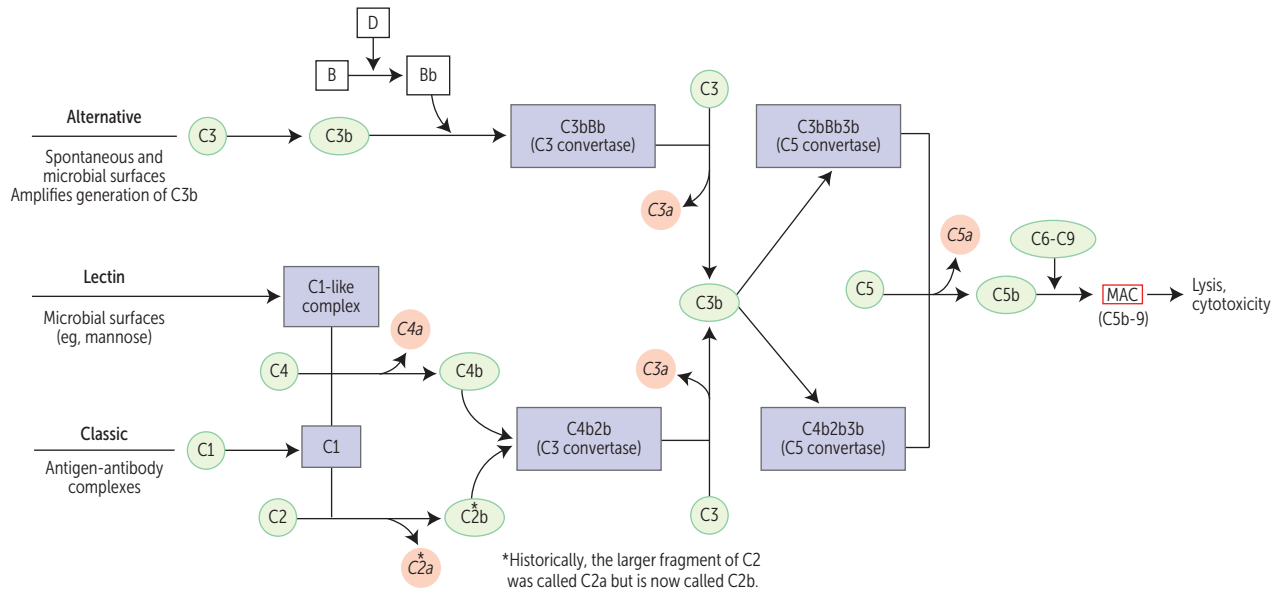 D
B
Bb
C3
Alternative
C3
C3b
C3bBb
(C3 convertase)
C3bBb3b
(C5 convertase)
Spontaneous and
microbial surfaces
Amplifies generation of C3b
C3a
C5a
C6-C9
Lectin
C1-like
complex
C3b
C5
C5b
MAC
(C5b-9)
Lysis,
cytotoxicity
Microbial surfaces
(eg, mannose)
C4a
C4
C4b
C3a
Classic
C1
C1
C4b2b
(C3 convertase)
C4b2b3b
(C5 convertase)
Antigen-antibody
complexes
C2
*
C2b
C3
*
C2a
*Historically, the larger fragment of C2
was called C2a but is now called C2b.